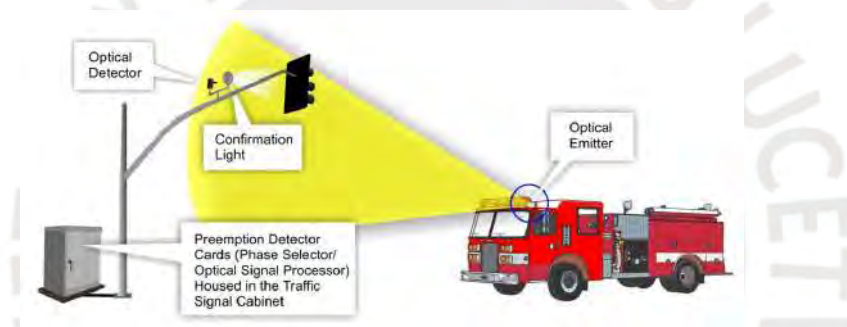 Optical
Detector
Confirmation
Light
Optical
Emitter
Preemption Detector
Cards (Phase Selector/
Optical Signal Processor)
Housed in the Traffic
Signal Cabinet